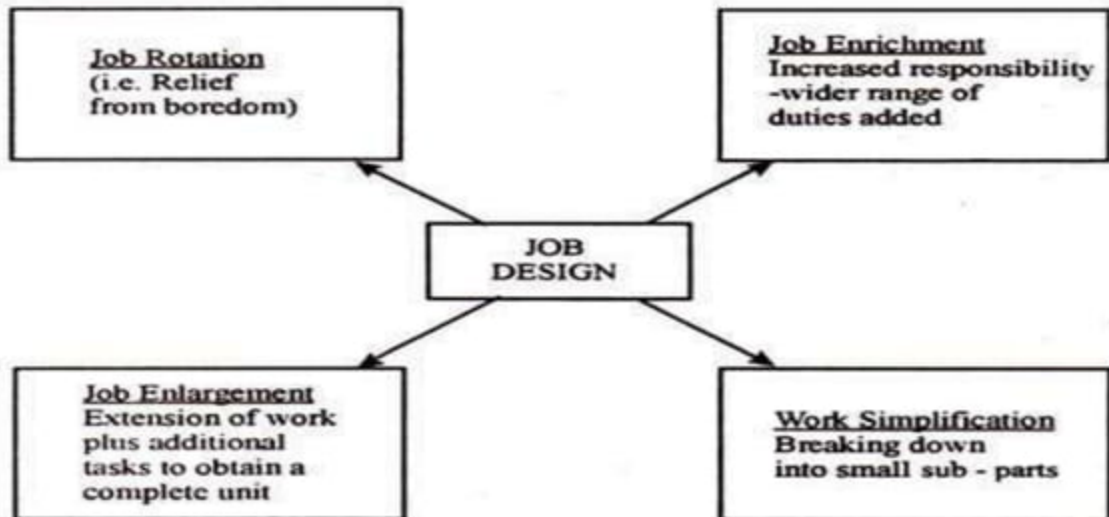 Job Rotation
(i.e. Relief
from boredom)
Job Enrichment
Increased responsibility
-wider range of
duties added
JOB
DESIGN
Job Enlargement
Extension of work
plus additional
tasks to obtain a
complete unit
Work Simplification
Breaking down
into small sub - parts